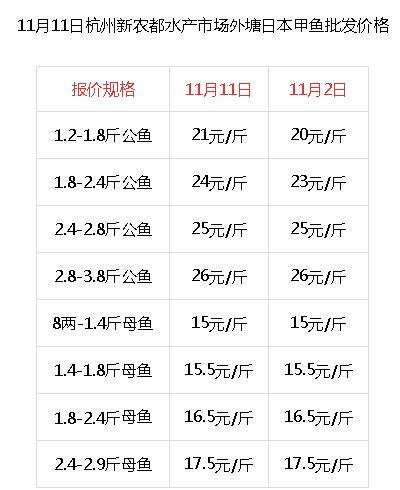 11月11日杭州新农都水产市场外塘日本甲鱼批发价格
报价规格 11月11日 11月2日
1.2-1.8斤公鱼 21元/斤 20元/斤
1.8-2.4斤公鱼 24元/斤 23元/斤
2.4-2.8斤公鱼 25元/斤 25元/斤
2.8-3.8斤公鱼 26元/斤 26元/斤
8两-1.4斤母鱼 15元/斤 15元/斤
1.4-1.8斤母鱼 15.5元/斤 15.5元/斤
1.8-2.4斤母鱼 16.5元/斤 16.5元/斤
2.4-2.9斤母鱼 17.5元/斤 17.5元/斤